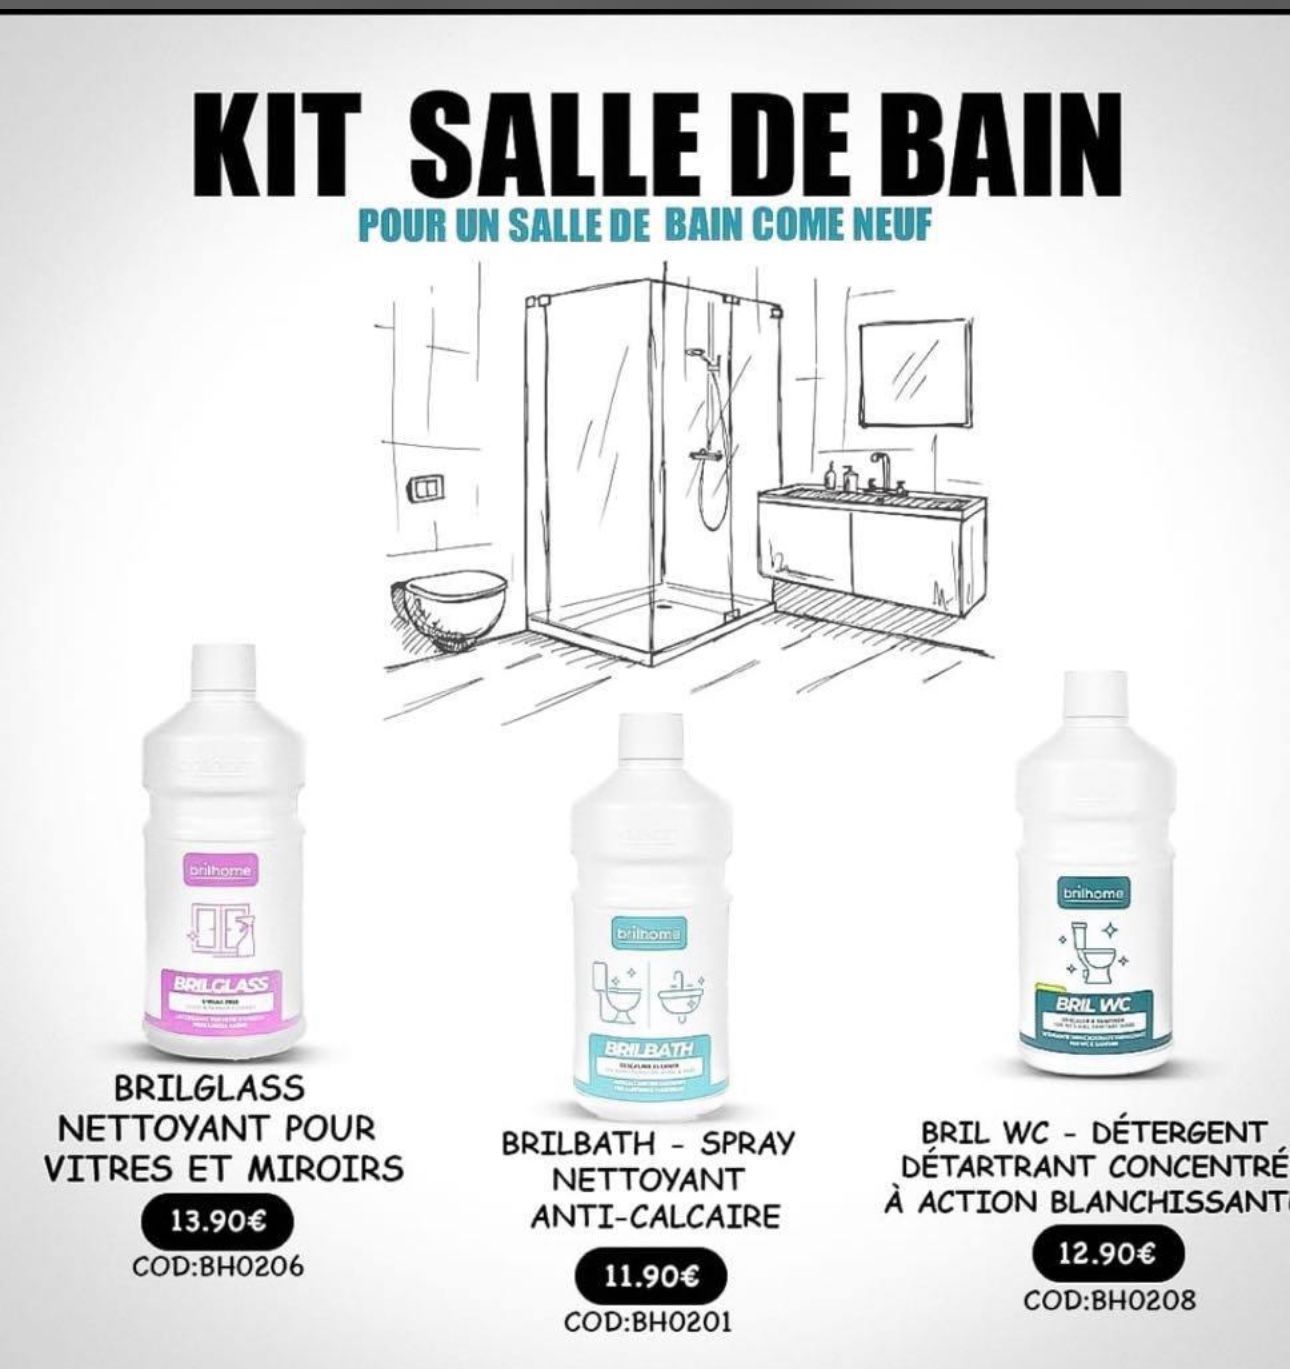 KIT SALLE DE BAIN
POUR UN SALLE DE BAIN COME NEUF
brilhome
BRILGLASS
brilhome
BRILBATH
DESCALING CLEANER
brilhome
BRIL WC
BRILGLASS
NETTOYANT POUR
VITRES ET MIROIRS
13.90€
COD:BH0206
BRILBATH - SPRAY
NETTOYANT
ANTI-CALCAIRE
11.90€
COD:BH0201
BRIL WC - DÉTERGENT
DÉTARTRANT CONCENTRÉ
À ACTION BLANCHISSANT
12.90€
COD:BH0208